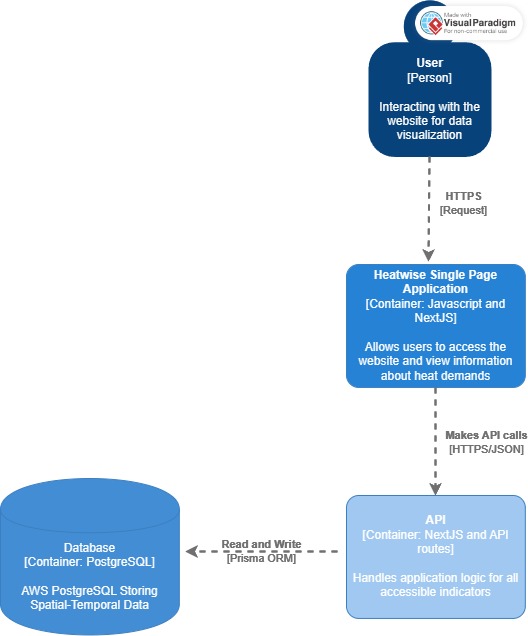 Made with
Visual Paradigm
For non-commercial use
User
[Person]
Interacting with the
website for data
visualization
HTTPS
[Request]
Heatwise Single Page
Application
[Container: Javascript and
NextJS]
Allows users to access the
website and view information
about heat demands
Makes API calls
[HTTPS/JSON]
API
[Container: NextJS and API
routes]
Handles application logic for all
accessible indicators
Read and Write
[Prisma ORM]
Database
[Container: PostgreSQL]
AWS PostgreSQL Storing
Spatial-Temporal Data